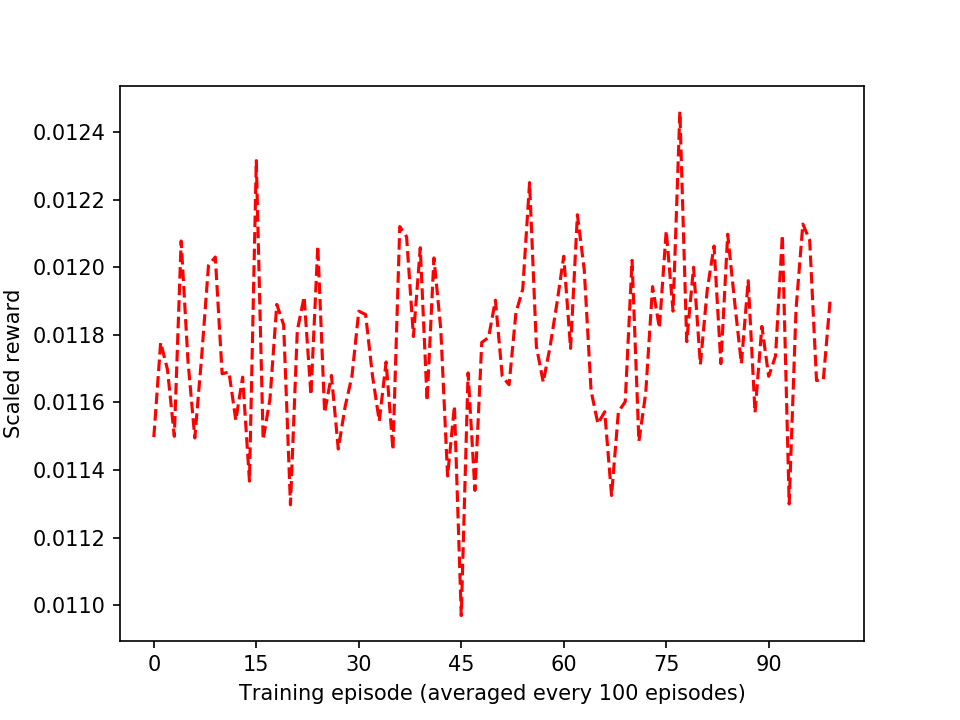 0.0124
0.0122
0.0120
0.0118
0.0116
0.0114
0.0112
0.0110
Scaled reward
0 15 30 45 60 75 90
Training episode (averaged every 100 episodes)